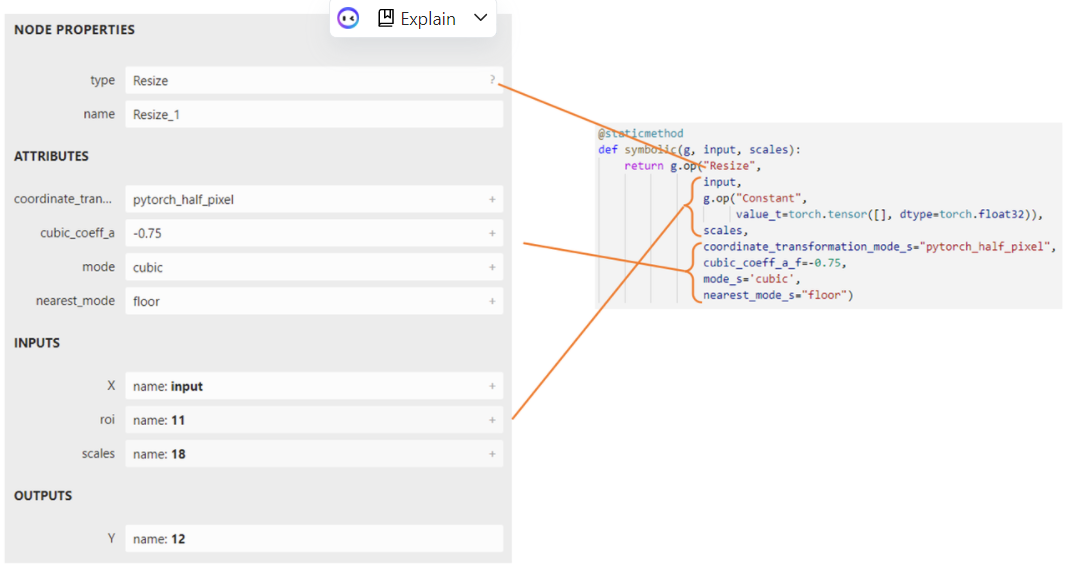 Explain
NODE PROPERTIES
type Resize ?
name Resize_1
ATTRIBUTES
coordinate_tran... pytorch_half_pixel +
cubic_coeff_a -0.75 +
mode cubic +
nearest_mode floor +
INPUTS
X name: input +
roi name: 11 +
scales name: 18 +
OUTPUTS
Y name: 12
@staticmethod
def symbolic(g, input, scales):
return g.op("Resize",
input,
g.op("Constant",
value_t=torch.tensor([], dtype=torch.float32)),
scales,
coordinate_transformation_mode_s="pytorch_half_pixel",
cubic_coeff_a_f=-0.75,
mode_s='cubic',
nearest_mode_s="floor")